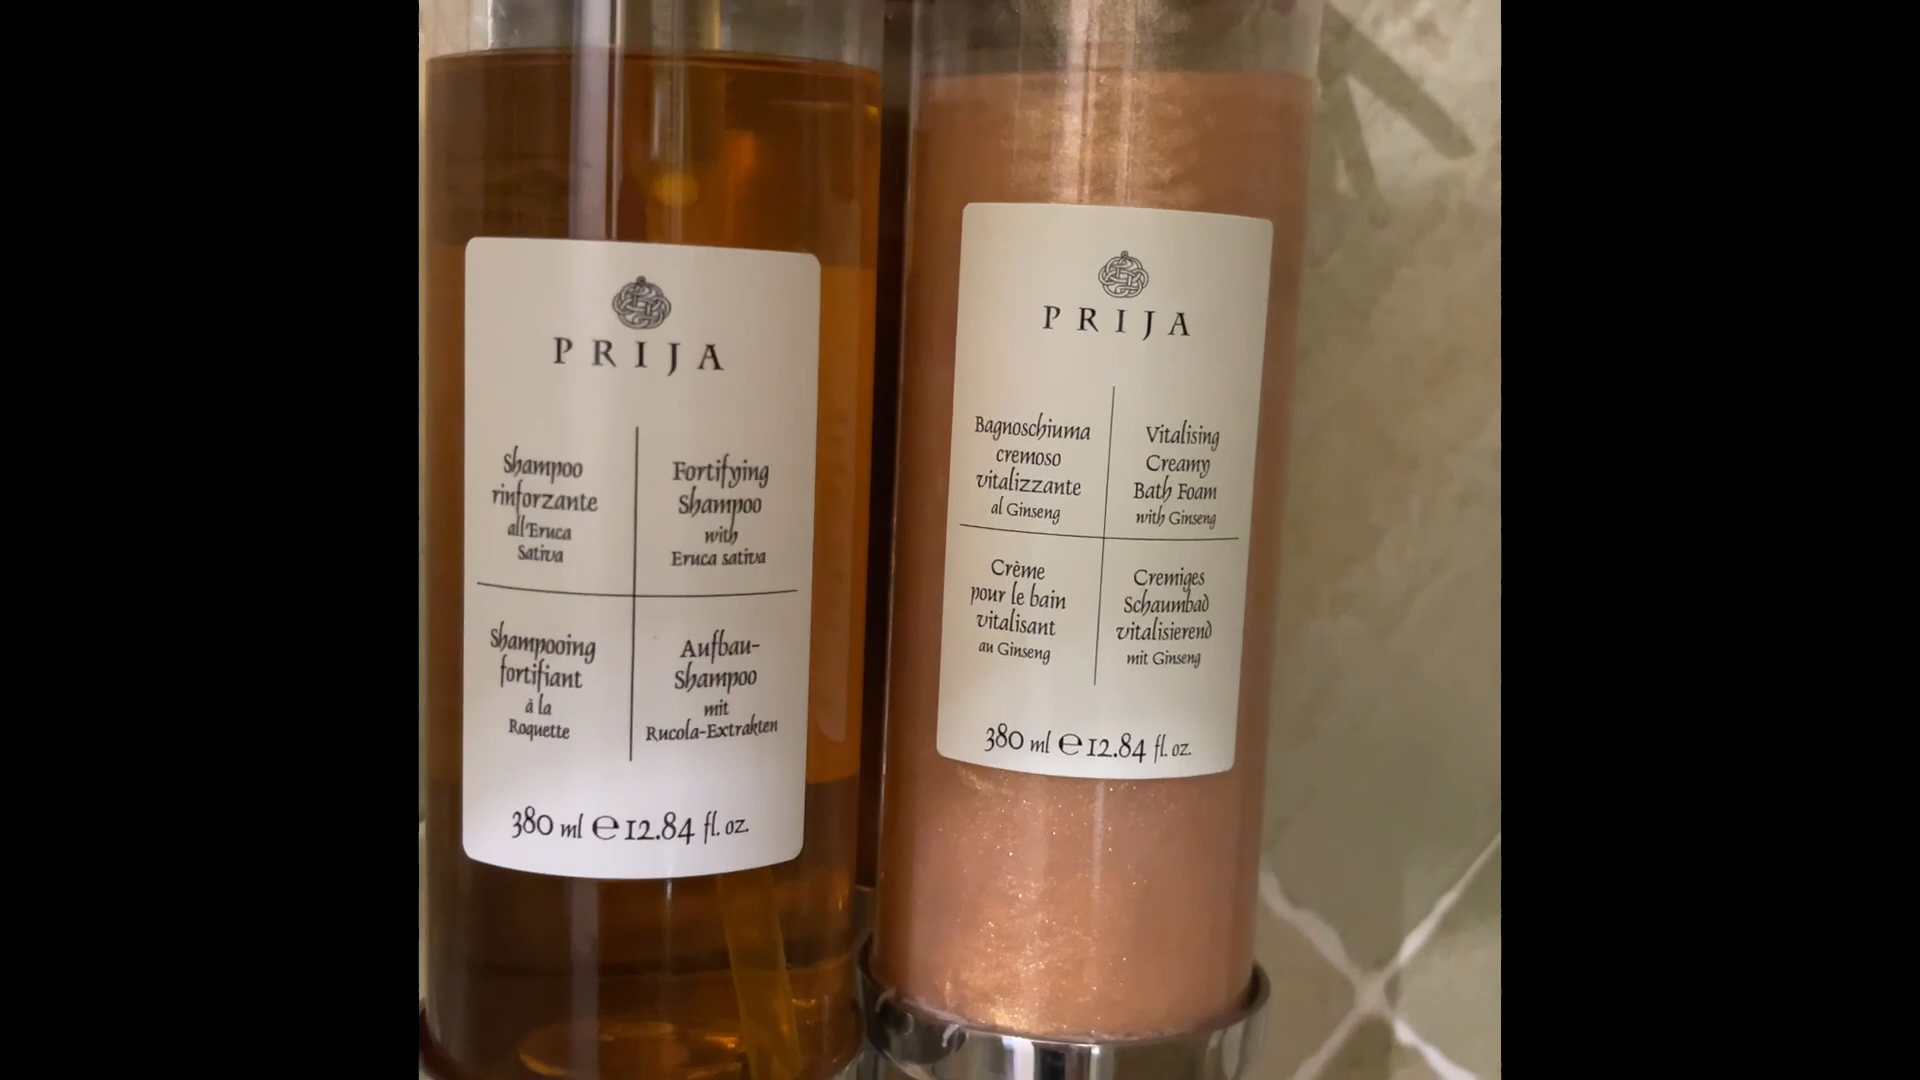 PRIJA
Shampoo
rinforzante
all'Eruca
Sativa
Fortifying
Shampoo
with
Eruca sativa
Shampooing
fortifiant
à la
Roquette
Aufbau-
Shampoo
mit
Rucola-Extrakten
380 ml ℮ 12.84 fl. oz.
PRIJA
Bagnoschiuma
cremoso
vitalizzante
al Ginseng
Vitalising
Creamy
Bath Foam
with Ginseng
Crème
pour le bain
vitalisant
au Ginseng
Cremiges
Schaumbad
vitalisierend
mit Ginseng
380 ml ℮ 12.84 fl. oz.